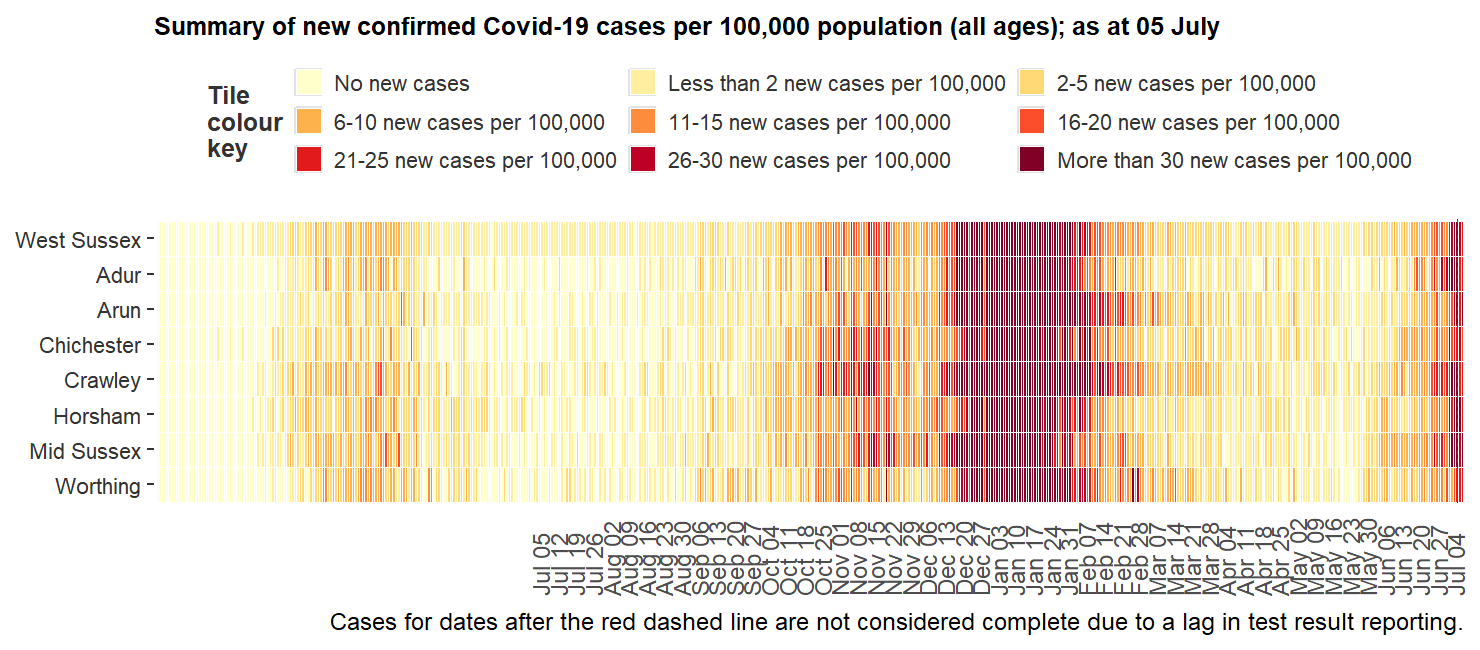 Summary of new confirmed Covid-19 cases per 100,000 population (all ages); as at 05 July
Tile
colour
key
No new cases
Less than 2 new cases per 100,000
2-5 new cases per 100,000
6-10 new cases per 100,000
11-15 new cases per 100,000
16-20 new cases per 100,000
21-25 new cases per 100,000
26-30 new cases per 100,000
More than 30 new cases per 100,000
West Sussex
Adur
Arun
Chichester
Crawley
Horsham
Mid Sussex
Worthing
Jul 05
Jul 12
Jul 19
Jul 26
Aug 02
Aug 09
Aug 16
Aug 23
Aug 30
Sep 06
Sep 13
Sep 20
Sep 27
Oct 04
Oct 11
Oct 18
Oct 25
Nov 01
Nov 08
Nov 15
Nov 22
Nov 29
Dec 06
Dec 13
Dec 20
Dec 27
Jan 03
Jan 10
Jan 17
Jan 24
Jan 31
Feb 07
Feb 14
Feb 21
Feb 28
Mar 07
Mar 14
Mar 21
Mar 28
Apr 04
Apr 11
Apr 18
Apr 25
May 02
May 09
May 16
May 23
May 30
Jun 06
Jun 13
Jun 20
Jun 27
Jul 04
Cases for dates after the red dashed line are not considered complete due to a lag in test result reporting.